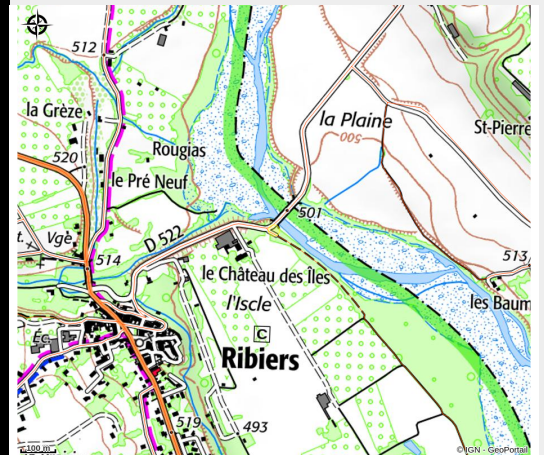 512
la Grèze
la Plaine
500
St-Pierre
Rougias
520
le Pré Neuf
501
D 522
Vgè
t.
514
513
le Château des Îles
les Baum
l'Iscle
C
Éc.
Ribiers
519
493
100 m
© IGN - GeoPortail